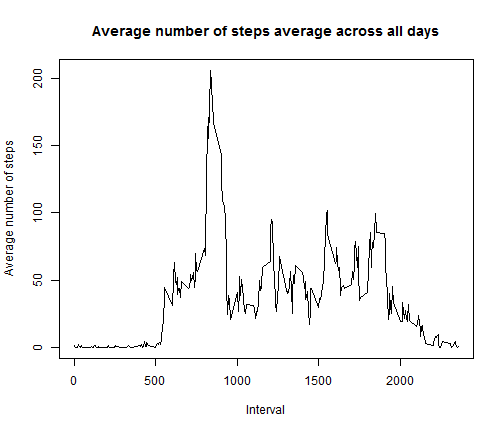 Average number of steps average across all days
Average number of steps
200
150
100
50
0
0 500 1000 1500 2000
Interval